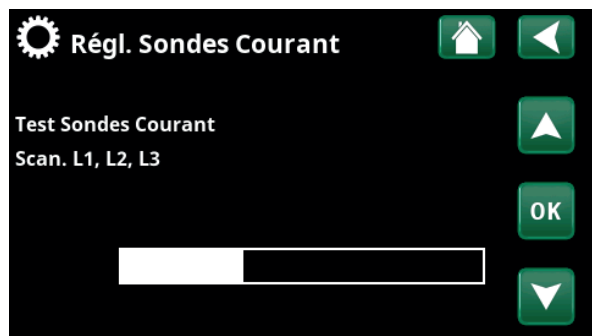 Régl. Sondes Courant
Test Sondes Courant
Scan. L1, L2, L3
OK